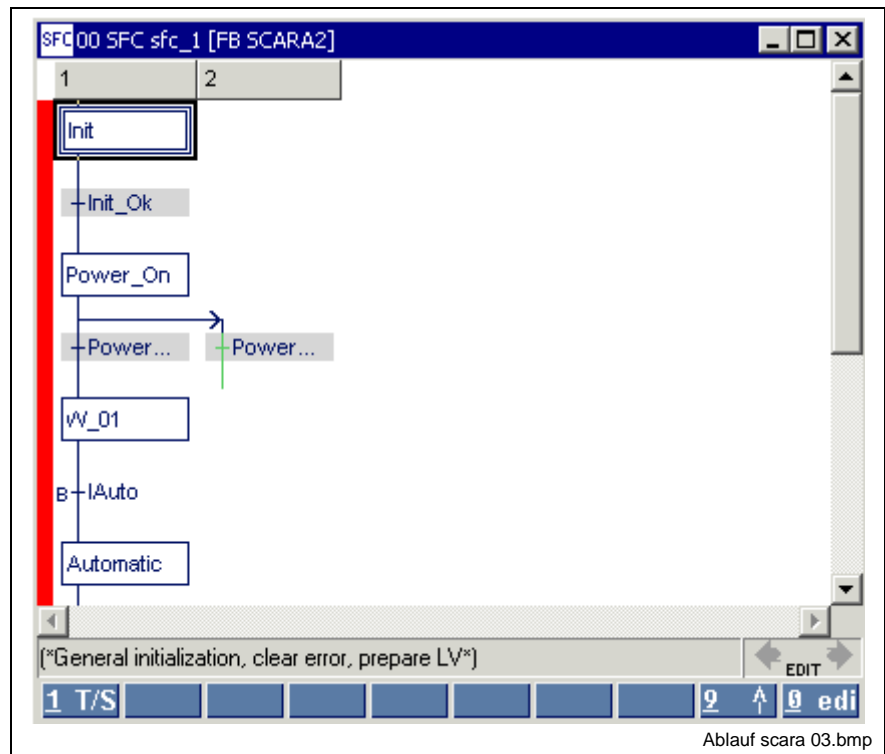 SFC 00 SFC sfc_1 [FB SCARA2]
1 2
Init
Init_Ok
Power_On
Power... Power...
W_01
B IAuto
Automatic
(*General initialization, clear error, prepare LV*) EDIT
1 T/S 9 ↑ 0 edi
Ablauf scara 03.bmp